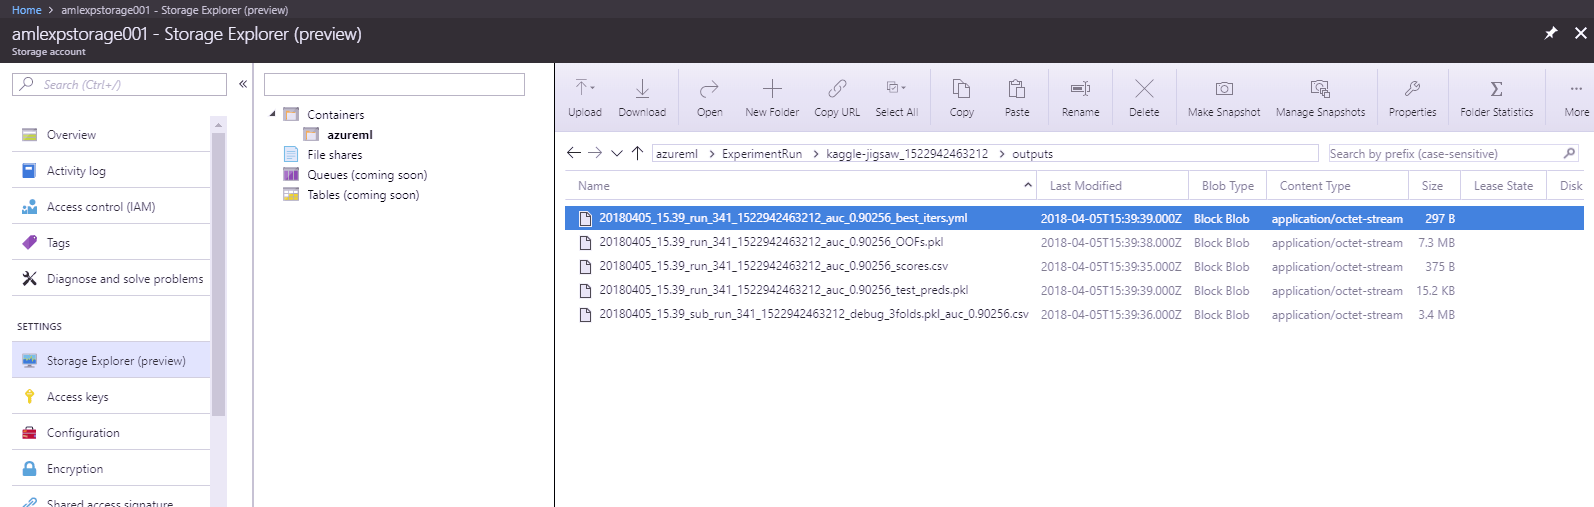 Home > amlexpstorage001 - Storage Explorer (preview)
amlexpstorage001 - Storage Explorer (preview)
Storage account
Search (Ctrl+/)
Overview
Activity log
Access control (IAM)
Tags
Diagnose and solve problems
SETTINGS
Storage Explorer (preview)
Access keys
Configuration
Encryption
Shared access signature
Containers
azureml
File shares
Queues (coming soon)
Tables (coming soon)
Upload Download Open New Folder Copy URL Select All Copy Paste Rename Delete Make Snapshot Manage Snapshots Properties Folder Statistics More
azureml > ExperimentRun > kaggle-jigsaw_1522942463212 > outputs
Search by prefix (case-sensitive)
Name Last Modified Blob Type Content Type Size Lease State Disk
20180405_15.39_run_341_1522942463212_auc_0.90256_best_iters.yml 2018-04-05T15:39:39.000Z Block Blob application/octet-stream 297 B
20180405_15.39_run_341_1522942463212_auc_0.90256_OOFs.pkl 2018-04-05T15:39:38.000Z Block Blob application/octet-stream 7.3 MB
20180405_15.39_run_341_1522942463212_auc_0.90256_scores.csv 2018-04-05T15:39:35.000Z Block Blob application/octet-stream 375 B
20180405_15.39_run_341_1522942463212_auc_0.90256_test_preds.pkl 2018-04-05T15:39:39.000Z Block Blob application/octet-stream 15.2 KB
20180405_15.39_sub_run_341_1522942463212_debug_3folds.pkl_auc_0.90256.csv 2018-04-05T15:39:36.000Z Block Blob application/octet-stream 3.4 MB